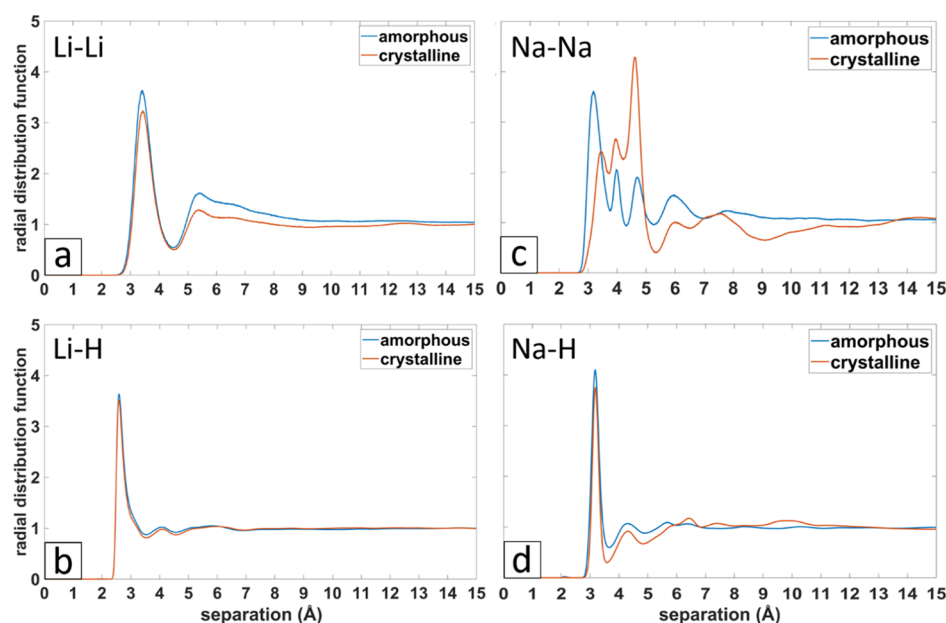 Li-Li
amorphous
crystalline
radial distribution function
5
4
3
2
1
0
a
0 1 2 3 4 5 6 7 8 9 10 11 12 13 14 15
Na-Na
amorphous
crystalline
c
0 1 2 3 4 5 6 7 8 9 10 11 12 13 14 15
Li-H
amorphous
crystalline
radial distribution function
5
4
3
2
1
0
b
0 1 2 3 4 5 6 7 8 9 10 11 12 13 14 15
separation (Å)
Na-H
amorphous
crystalline
d
0 1 2 3 4 5 6 7 8 9 10 11 12 13 14 15
separation (Å)